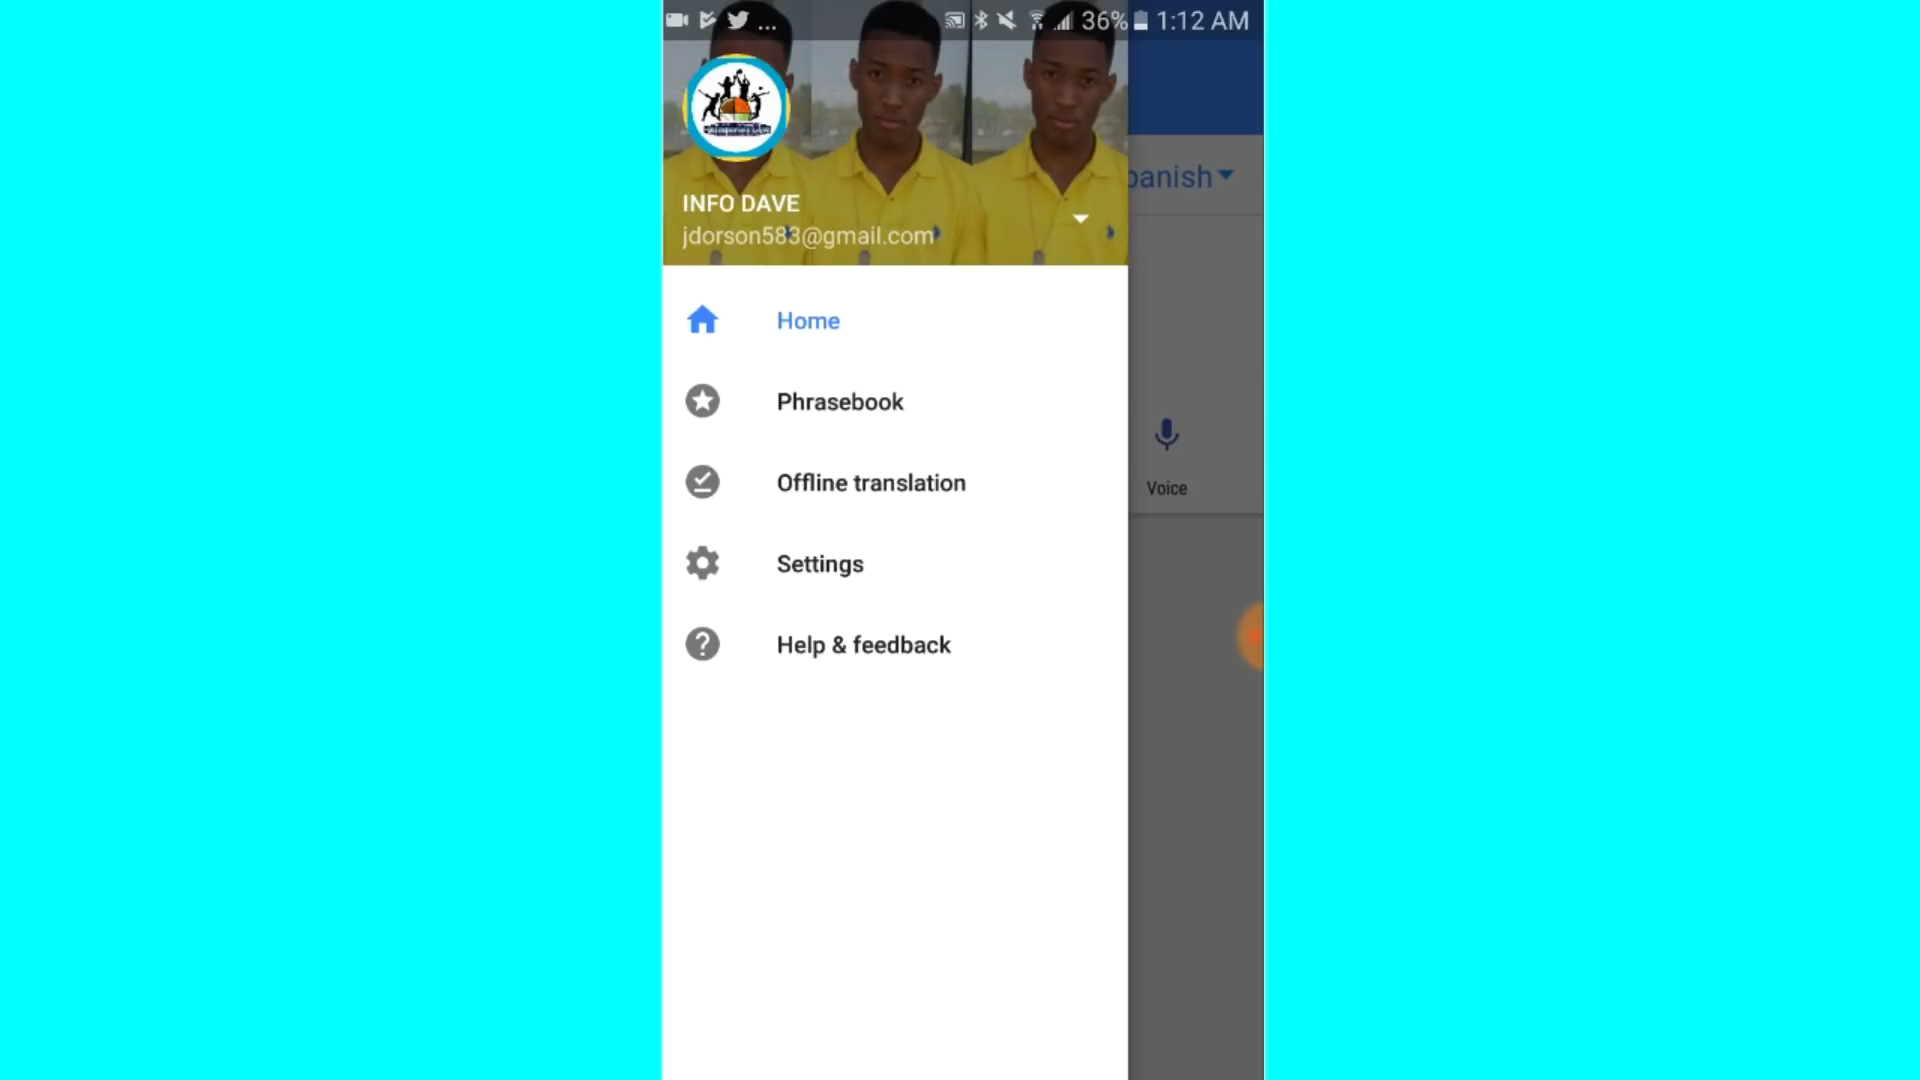 ... 36% 1:12 AM
INFO DAVE
jdorson583@gmail.com
panish
Home
Phrasebook
Offline translation
Settings
Help & feedback
Voice